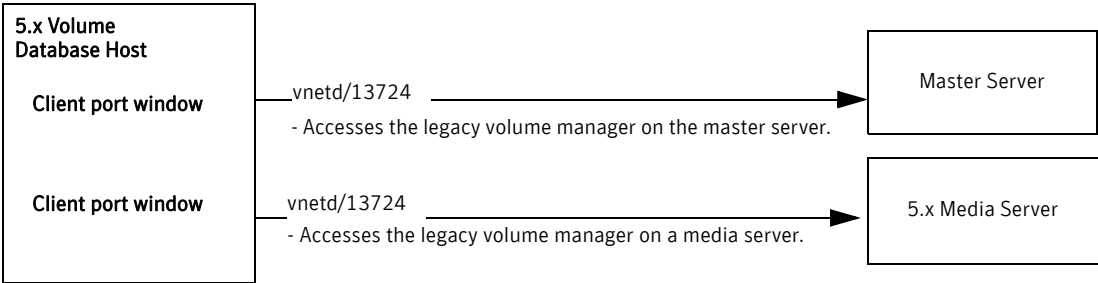 5.x Volume
Database Host
Client port window
vnetd/13724
- Accesses the legacy volume manager on the master server.
Master Server
Client port window
vnetd/13724
- Accesses the legacy volume manager on a media server.
5.x Media Server